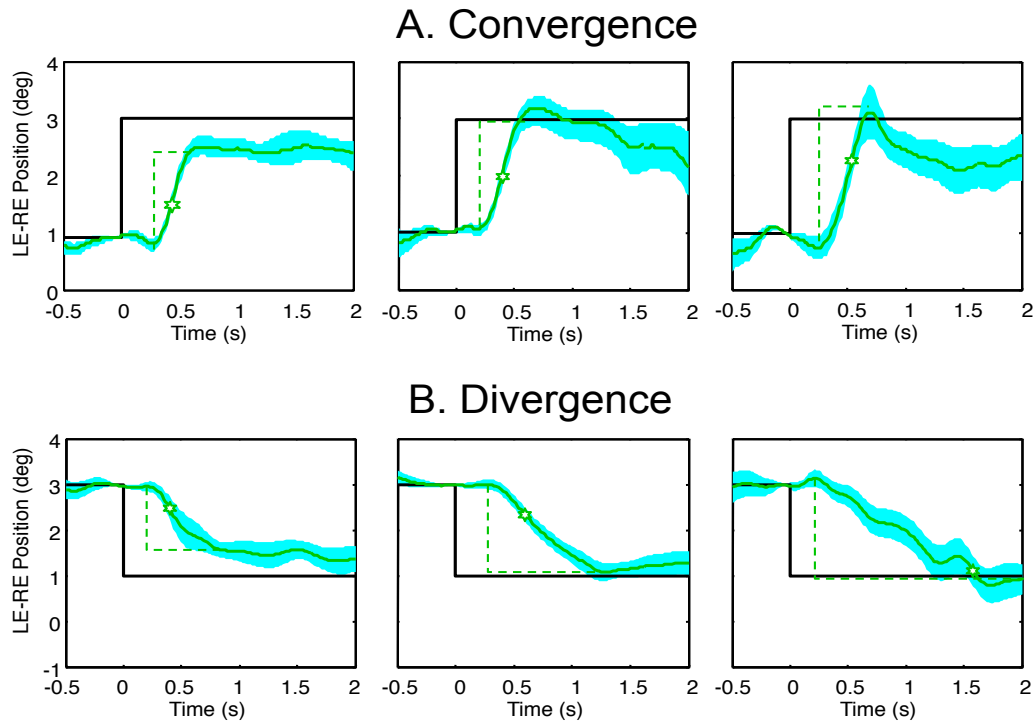 A. Convergence
LE-RE Position (deg)
4
3
2
1
0
-0.5 0 0.5 1 1.5 2
Time (s)
-0.5 0 0.5 1 1.5 2
Time (s)
-0.5 0 0.5 1 1.5 2
Time (s)
B. Divergence
LE-RE Position (deg)
4
3
2
1
0
-1
-0.5 0 0.5 1 1.5 2
Time (s)
-0.5 0 0.5 1 1.5 2
Time (s)
-0.5 0 0.5 1 1.5 2
Time (s)